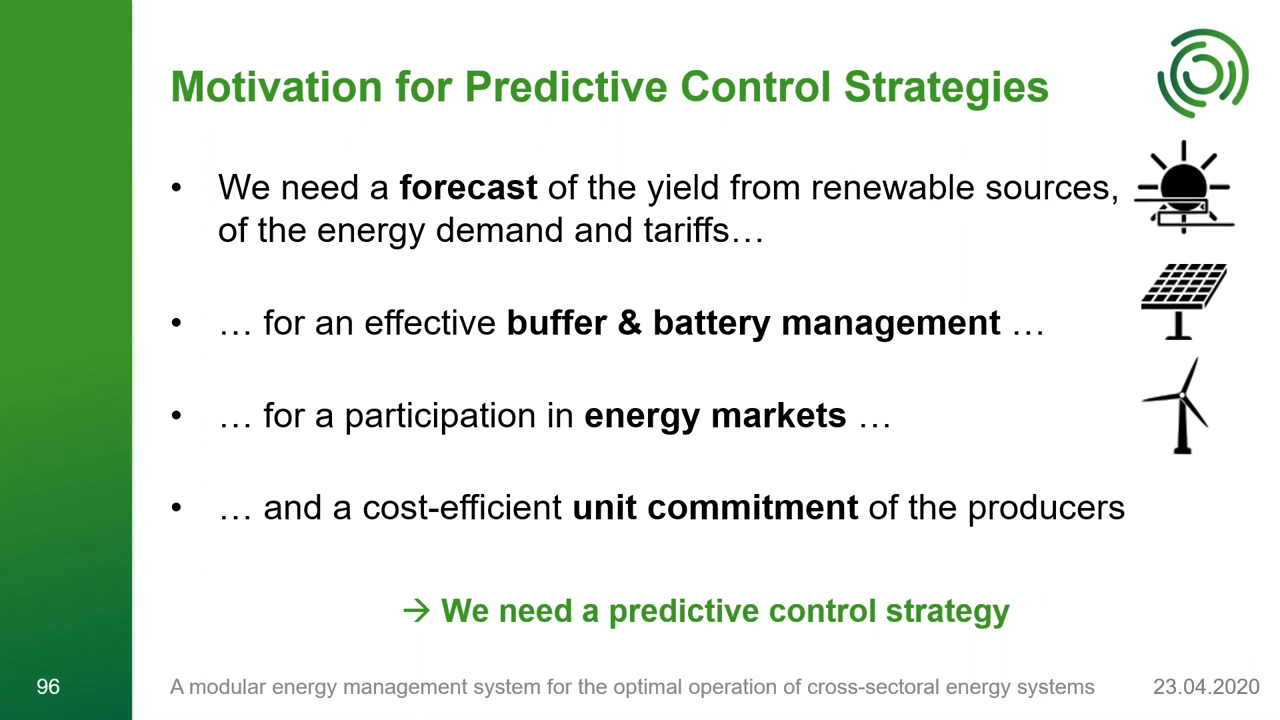 Motivation for Predictive Control Strategies
• We need a forecast of the yield from renewable sources,
of the energy demand and tariffs…
• … for an effective buffer & battery management …
• … for a participation in energy markets …
• … and a cost-efficient unit commitment of the producers
→ We need a predictive control strategy
96
A modular energy management system for the optimal operation of cross-sectoral energy systems
23.04.2020